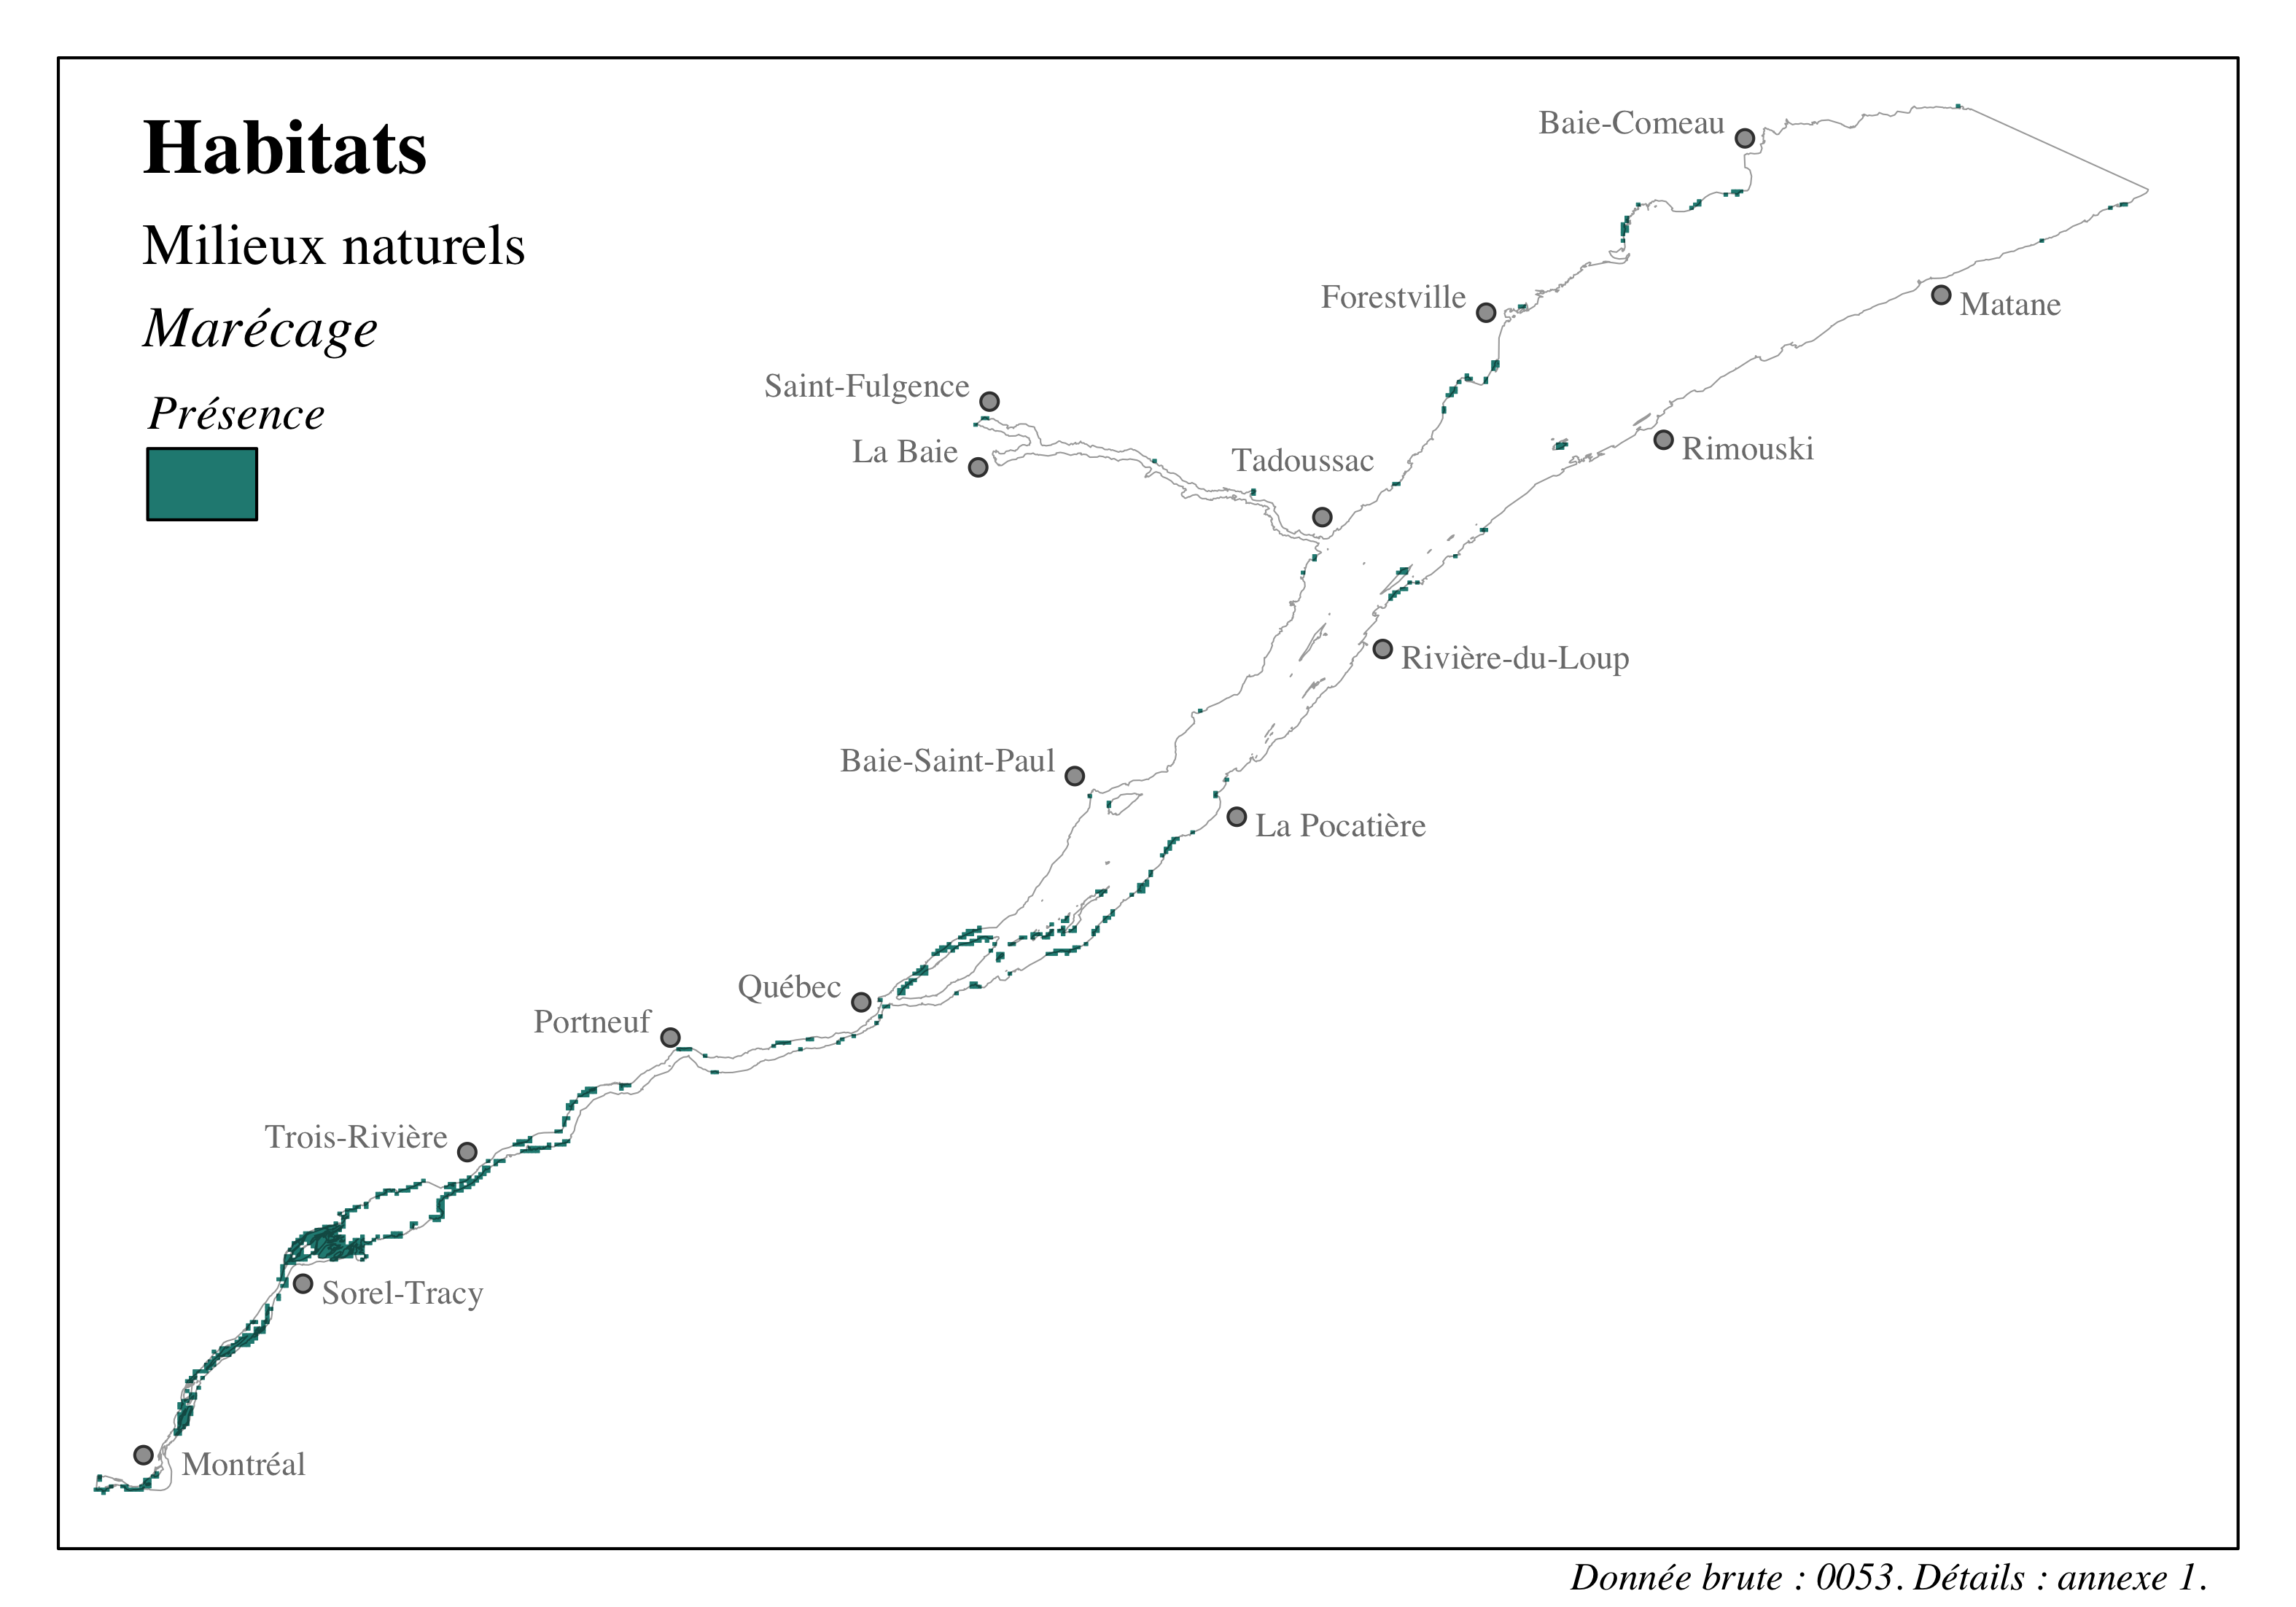 Habitats
Milieux naturels
Marécage
Présence
Baie-Comeau
Forestville
Matane
Saint-Fulgence
La Baie
Tadoussac
Rimouski
Rivière-du-Loup
Baie-Saint-Paul
La Pocatière
Québec
Portneuf
Trois-Rivière
Sorel-Tracy
Montréal
Donnée brute : 0053. Détails : annexe 1.